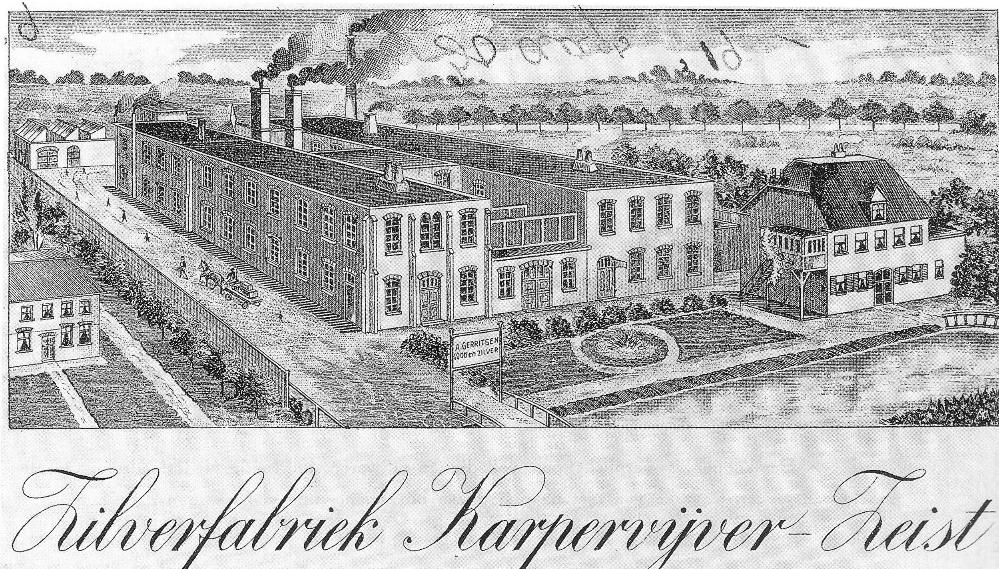 A. GERRITSEN
GOUD en ZILVER
Zilverfabriek Karpervijver-Zeist